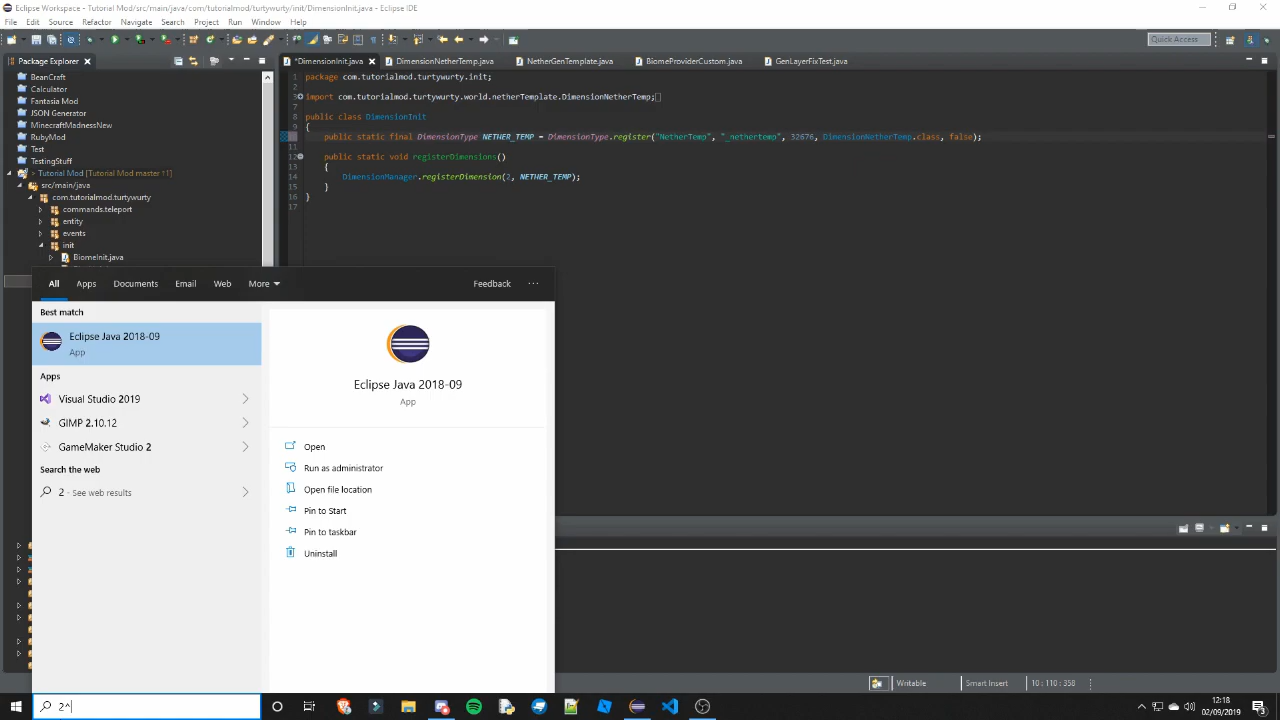 Eclipse Workspace - Tutorial Mod/src/main/java/com/tutorialmod/turtywurty/init/DimensionInit.java - Eclipse IDE
File Edit Source Refactor Navigate Search Project Run Window Help
Quick Access
Package Explorer
*DimensionInit.java
DimensionNetherTemp.java
NetherGenTemplate.java
BiomeProviderCustom.java
GenLayerFixTest.java
BeanCraft
Calculator
Fantasia Mod
JSON Generator
MinecraftMadnessNew
RubyMod
Test
TestingStuff
> Tutorial Mod [Tutorial Mod master ↑1]
src/main/java
com.tutorialmod.turtywurty
commands.teleport
entity
events
init
BiomeInit.java
1 package com.tutorialmod.turtywurty.init;
2
3 import com.tutorialmod.turtywurty.world.netherTemplate.DimensionNetherTemp;
7
8 public class DimensionInit
9 {
public static final DimensionType NETHER_TEMP = DimensionType.register("NetherTemp", "_nethertemp", 32676, DimensionNetherTemp.class, false);
11
12 public static void registerDimensions()
13 {
14 DimensionManager.registerDimension(2, NETHER_TEMP);
15 }
16 }
17
All Apps Documents Email Web More Feedback ...
Best match
Eclipse Java 2018-09
App
Apps
Visual Studio 2019
GIMP 2.10.12
GameMaker Studio 2
Search the web
2 - See web results
Eclipse Java 2018-09
App
Open
Run as administrator
Open file location
Pin to Start
Pin to taskbar
Uninstall
Writable
Smart Insert
10 : 110 : 358
2^
12:18
02/09/2019